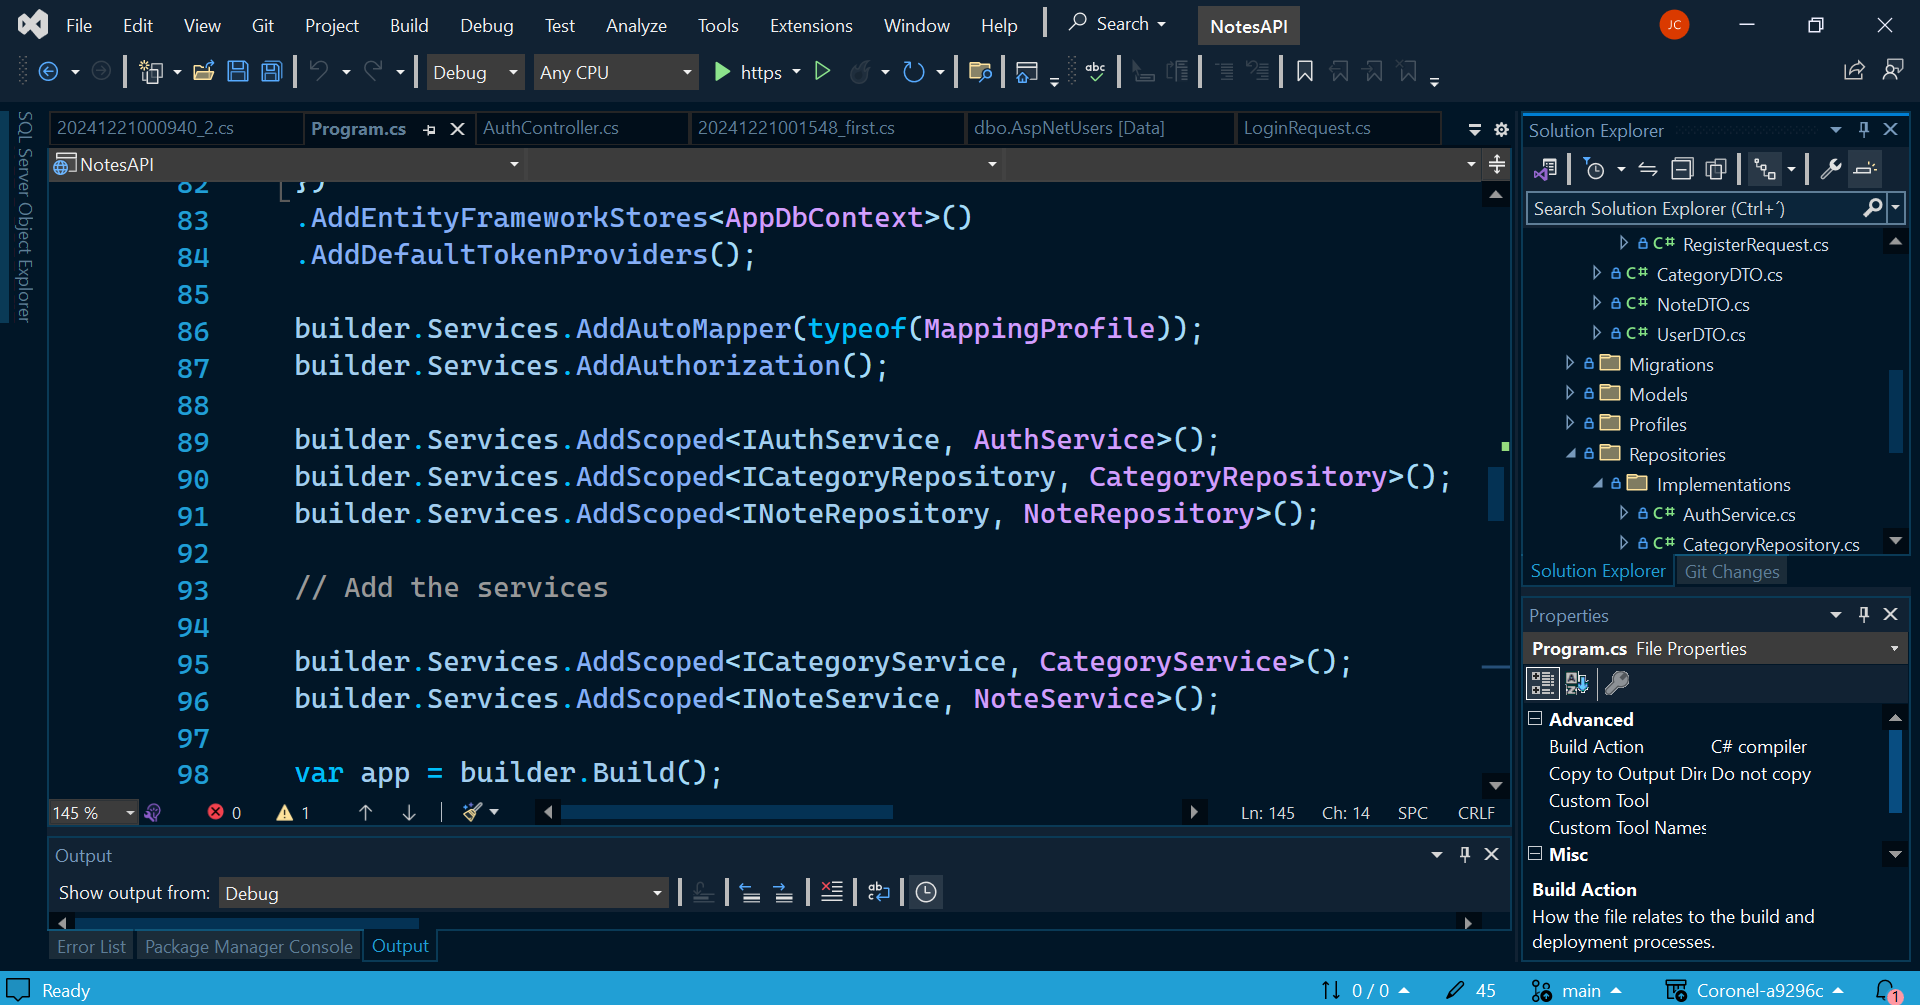 File Edit View Git Project Build Debug Test Analyze Tools Extensions Window Help Search NotesAPI JC
Debug Any CPU https abc
SQL Server Object Explorer
20241221000940_2.cs Program.cs AuthController.cs 20241221001548_first.cs dbo.AspNetUsers [Data] LoginRequest.cs
NotesAPI
82 })
83 .AddEntityFrameworkStores<AppDbContext>()
84 .AddDefaultTokenProviders();
85
86 builder.Services.AddAutoMapper(typeof(MappingProfile));
87 builder.Services.AddAuthorization();
88
89 builder.Services.AddScoped<IAuthService, AuthService>();
90 builder.Services.AddScoped<ICategoryRepository, CategoryRepository>();
91 builder.Services.AddScoped<INoteRepository, NoteRepository>();
92
93 // Add the services
94
95 builder.Services.AddScoped<ICategoryService, CategoryService>();
96 builder.Services.AddScoped<INoteService, NoteService>();
97
98 var app = builder.Build();
145 % 0 1 Ln: 145 Ch: 14 SPC CRLF
Output
Show output from: Debug
Error List Package Manager Console Output
Solution Explorer
Search Solution Explorer (Ctrl+´)
C# RegisterRequest.cs
C# CategoryDTO.cs
C# NoteDTO.cs
C# UserDTO.cs
Migrations
Models
Profiles
Repositories
Implementations
C# AuthService.cs
C# CategoryRepository.cs
Solution Explorer Git Changes
Properties
Program.cs File Properties
Advanced
Build Action C# compiler
Copy to Output Dire Do not copy
Custom Tool
Custom Tool Names
Misc
Build Action
How the file relates to the build and
deployment processes.
Ready 0 / 0 45 main Coronel-a9296c 1